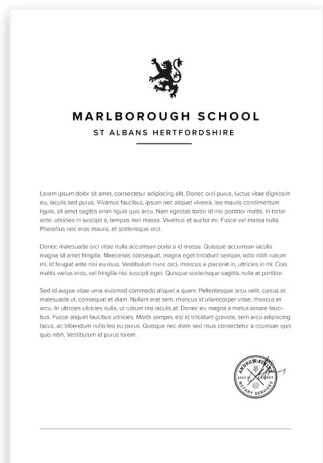 MARLBOROUGH SCHOOL
ST ALBANS HERTFORDSHIRE
Lorem ipsum dolor sit amet, consectetur adipiscing elit. Donec orci purus, luctus vitae dignissim
eu, iaculis sed purus. Vivamus faucibus, ipsum nec aliquet viverra, leo mauris condimentum
ligula, sit amet sagittis enim ligula quis arcu. Nam egestas tortor id nisi porttitor mattis. In tortor
ante, ultricies in suscipit a, tempus non massa. Vivamus et auctor mi. Fusce vel massa nulla.
Phasellus nec eros mauris, et scelerisque orci.
Donec malesuada orci vitae nulla accumsan porta a id massa. Quisque accumsan iaculis
magna sit amet fringilla. Maecenas consequat, magna eget tincidunt semper, odio nibh rutrum
mi, id feugiat ante nisi eu risus. Vestibulum nunc orci, rhoncus a placerat in, ultricies in mi. Cras
mattis varius eros, vel fringilla nisi suscipit eget. Quisque scelerisque sagittis nulla at porttitor.
Sed id augue vitae urna euismod commodo aliquet a quam. Pellentesque arcu velit, cursus et
malesuada ut, consequat et diam. Nullam erat sem, rhoncus id ullamcorper vitae, rhoncus et
arcu. In ultricies ultricies nulla, ut rutrum nisi iaculis at. Donec eu magna a metus ornare fauci-
bus. Fusce aliquet faucibus ultricies. Morbi semper, est id tincidunt gravida, sem arcu adipiscing
lacus, ac bibendum nulla leo eu purus. Quisque nec diam sed risus consectetur a ccumsan quis
quis nibh. Vestibulum id purus lorem.
NOTARY SERVICES